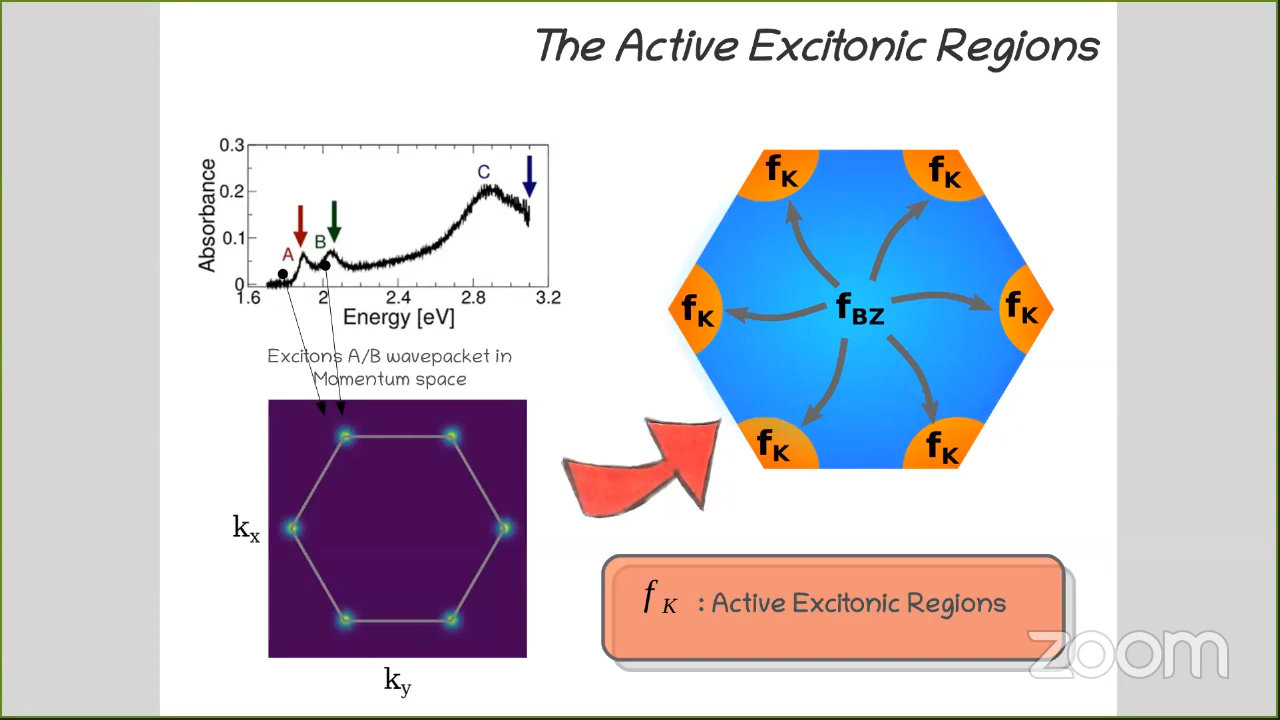 The Active Excitonic Regions
0.3
0.2
0.1
0
Absorbance
A
B
C
1.6
2
2.4
2.8
3.2
Energy [eV]
Excitons A/B wavepacket in
Momentum space
kx
ky
fK
fK
fK
fBZ
fK
fK
fK
fK : Active Excitonic Regions
zoom